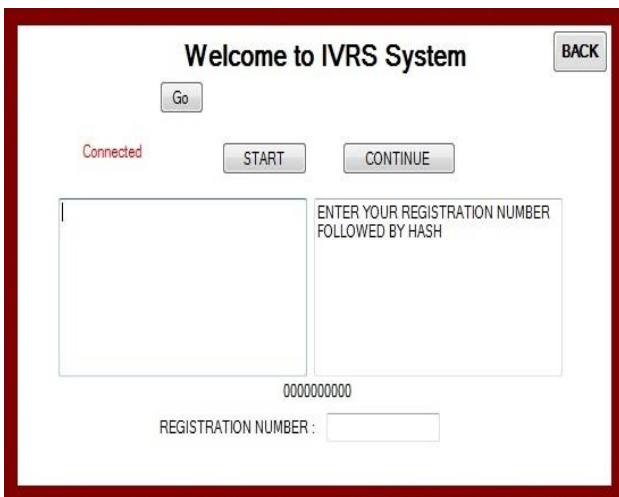 Welcome to IVRS System
BACK
Go
Connected
START
CONTINUE
ENTER YOUR REGISTRATION NUMBER
FOLLOWED BY HASH
0000000000
REGISTRATION NUMBER :